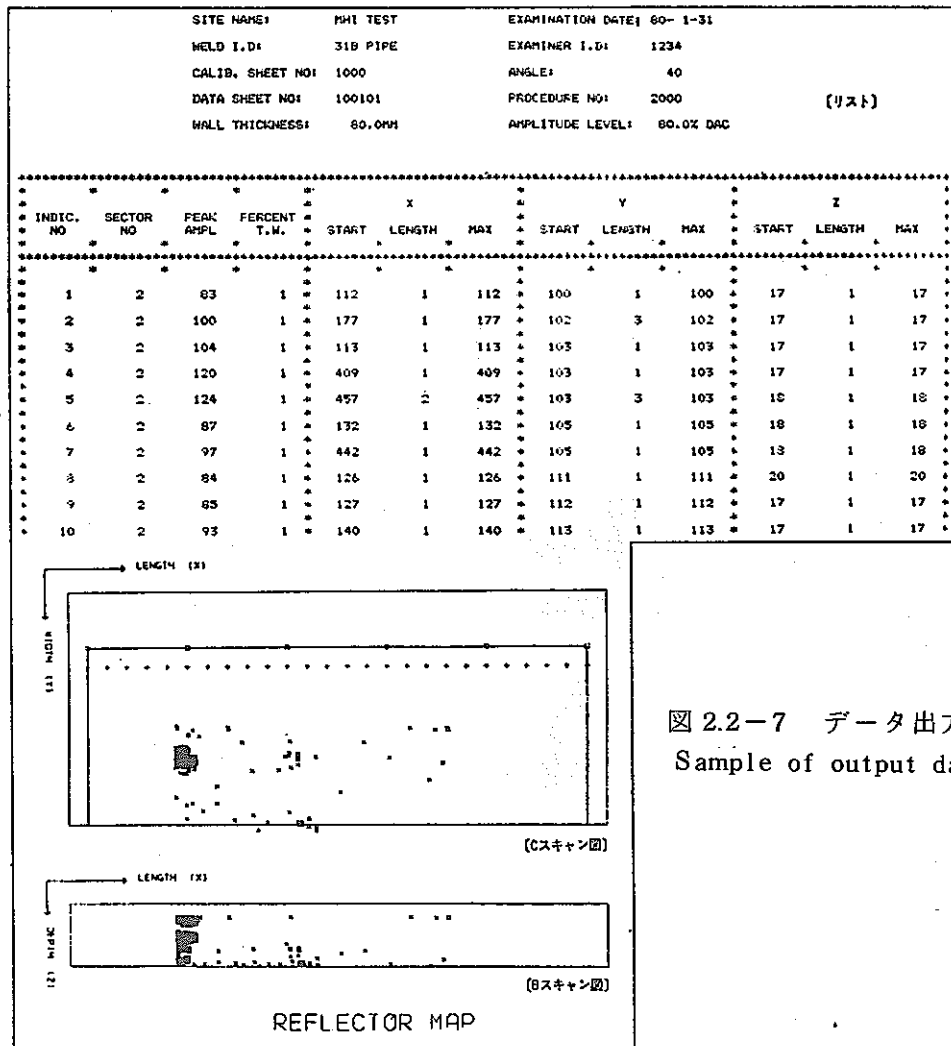 SITE NAME: MHI TEST EXAMINATION DATE: 80- 1-31
WELD I.D: 31B PIPE EXAMINER I.D: 1234
CALIB. SHEET NO: 1000 ANGLE: 40
DATA SHEET NO: 100101 PROCEDURE NO: 2000 [リスト]
WALL THICKNESS: 80.0MM AMPLITUDE LEVEL: 80.0% DAC
X Y Z
INDIC. NO SECTOR NO PEAK AMPL PERCENT T.W. START LENGTH MAX START LENGTH MAX START LENGTH MAX
1 2 83 1 112 1 112 100 1 100 17 1 17
2 2 100 1 177 1 177 102 3 102 17 1 17
3 2 104 1 113 1 113 103 1 103 17 1 17
4 2 120 1 409 1 409 103 1 103 17 1 17
5 2 124 1 457 2 457 103 3 103 18 1 18
6 2 87 1 132 1 132 105 1 105 18 1 18
7 2 97 1 442 1 442 105 1 105 18 1 18
8 2 84 1 126 1 126 111 1 111 20 1 20
9 2 85 1 127 1 127 112 1 112 17 1 17
10 2 93 1 140 1 140 113 1 113 17 1 17
LENGTH (X)
WIDTH (Y)
[Cスキャン図]
LENGTH (X)
DEPTH (Z)
[Bスキャン図]
REFLECTOR MAP
図 2.2-7 データ出力
Sample of output da